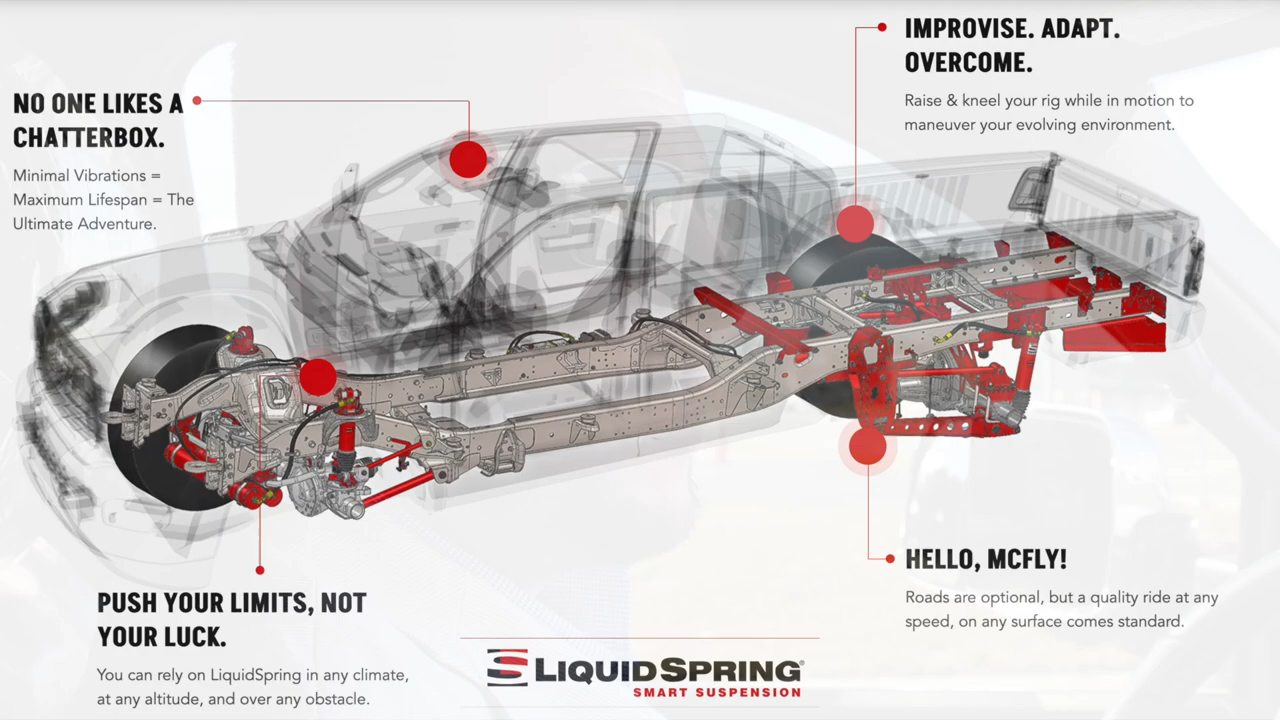 NO ONE LIKES A
CHATTERBOX.
Minimal Vibrations =
Maximum Lifespan = The
Ultimate Adventure.
IMPROVISE. ADAPT.
OVERCOME.
Raise & kneel your rig while in motion to
maneuver your evolving environment.
PUSH YOUR LIMITS, NOT
YOUR LUCK.
You can rely on LiquidSpring in any climate,
at any altitude, and over any obstacle.
HELLO, MCFLY!
Roads are optional, but a quality ride at any
speed, on any surface comes standard.
LIQUIDSPRING®
SMART SUSPENSION